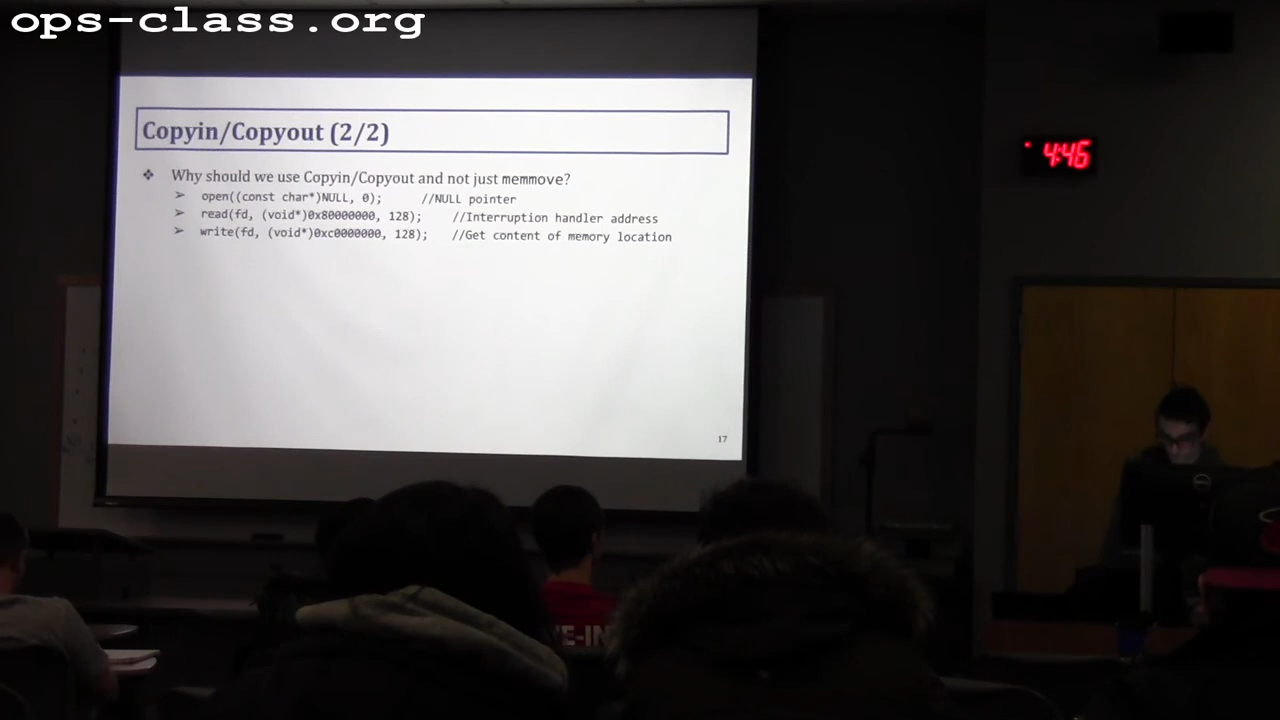 ops-class.org
Copyin/Copyout (2/2)
❖ Why should we use Copyin/Copyout and not just memmove?
➢ open((const char*)NULL, 0); //NULL pointer
➢ read(fd, (void*)0x80000000, 128); //Interruption handler address
➢ write(fd, (void*)0xc0000000, 128); //Get content of memory location
17
4:46
DELL